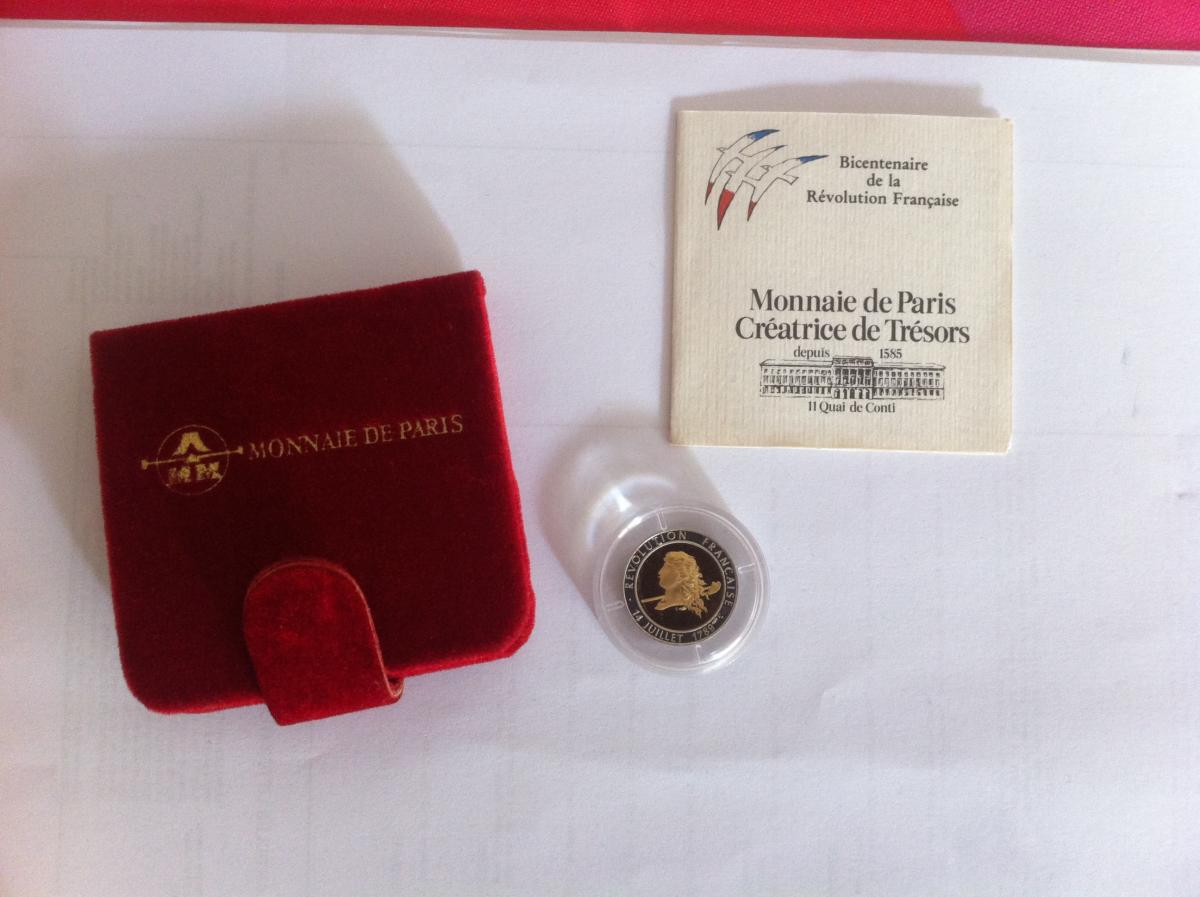 Bicentenaire
de la
Révolution Française
Monnaie de Paris
Créatrice de Trésors
depuis 1585
11 Quai de Conti
MONNAIE DE PARIS
· RÉVOLUTION FRANÇAISE ·
14 JUILLET 1789